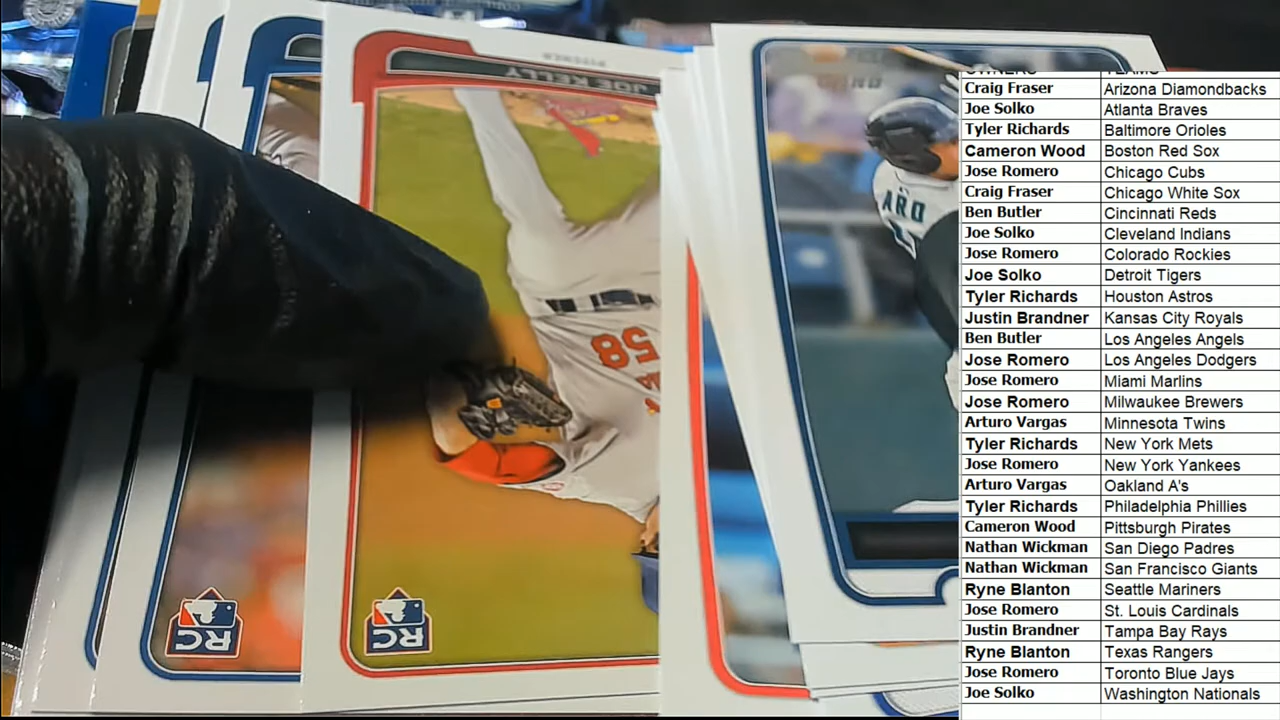 PITCHER
JOE KELLY
58
RC
RC
ARD
OWNERS TEAMS
Craig Fraser Arizona Diamondbacks
Joe Solko Atlanta Braves
Tyler Richards Baltimore Orioles
Cameron Wood Boston Red Sox
Jose Romero Chicago Cubs
Craig Fraser Chicago White Sox
Ben Butler Cincinnati Reds
Joe Solko Cleveland Indians
Jose Romero Colorado Rockies
Joe Solko Detroit Tigers
Tyler Richards Houston Astros
Justin Brandner Kansas City Royals
Ben Butler Los Angeles Angels
Jose Romero Los Angeles Dodgers
Jose Romero Miami Marlins
Jose Romero Milwaukee Brewers
Arturo Vargas Minnesota Twins
Tyler Richards New York Mets
Jose Romero New York Yankees
Arturo Vargas Oakland A's
Tyler Richards Philadelphia Phillies
Cameron Wood Pittsburgh Pirates
Nathan Wickman San Diego Padres
Nathan Wickman San Francisco Giants
Ryne Blanton Seattle Mariners
Jose Romero St. Louis Cardinals
Justin Brandner Tampa Bay Rays
Ryne Blanton Texas Rangers
Jose Romero Toronto Blue Jays
Joe Solko Washington Nationals